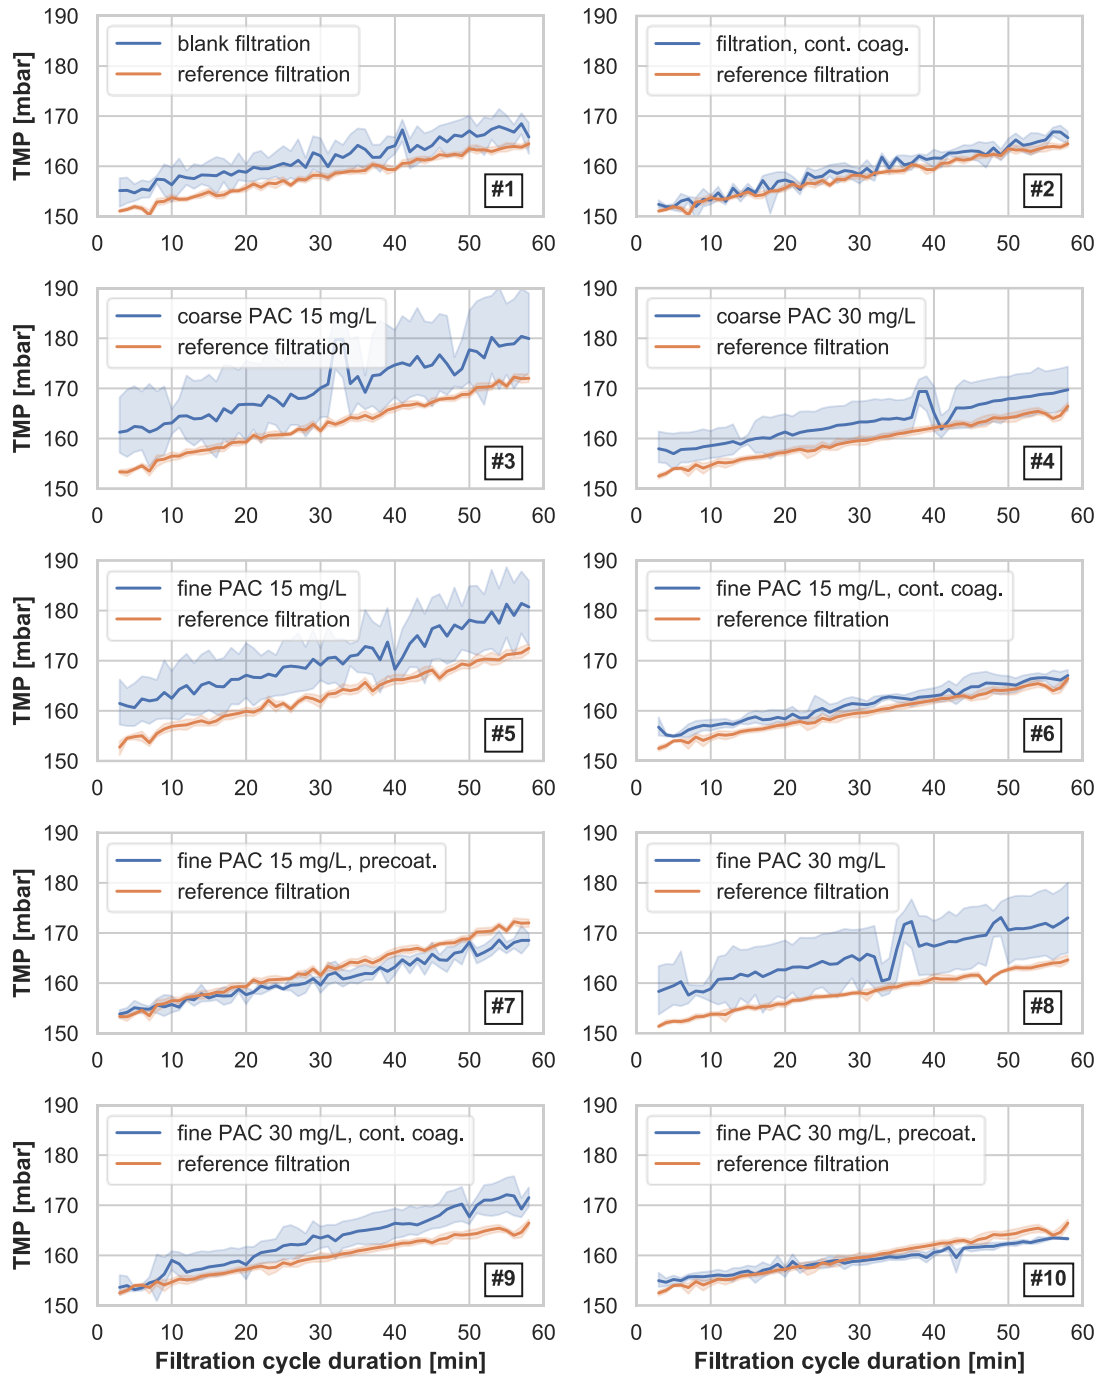 190
180
170
160
150
TMP [mbar]
blank filtration
reference filtration
#1
0 10 20 30 40 50 60
190
180
170
160
150
filtration, cont. coag.
reference filtration
#2
0 10 20 30 40 50 60
190
180
170
160
150
TMP [mbar]
coarse PAC 15 mg/L
reference filtration
#3
0 10 20 30 40 50 60
190
180
170
160
150
coarse PAC 30 mg/L
reference filtration
#4
0 10 20 30 40 50 60
190
180
170
160
150
TMP [mbar]
fine PAC 15 mg/L
reference filtration
#5
0 10 20 30 40 50 60
190
180
170
160
150
fine PAC 15 mg/L, cont. coag.
reference filtration
#6
0 10 20 30 40 50 60
190
180
170
160
150
TMP [mbar]
fine PAC 15 mg/L, precoat.
reference filtration
#7
0 10 20 30 40 50 60
190
180
170
160
150
fine PAC 30 mg/L
reference filtration
#8
0 10 20 30 40 50 60
190
180
170
160
150
TMP [mbar]
fine PAC 30 mg/L, cont. coag.
reference filtration
#9
0 10 20 30 40 50 60
Filtration cycle duration [min]
190
180
170
160
150
fine PAC 30 mg/L, precoat.
reference filtration
#10
0 10 20 30 40 50 60
Filtration cycle duration [min]